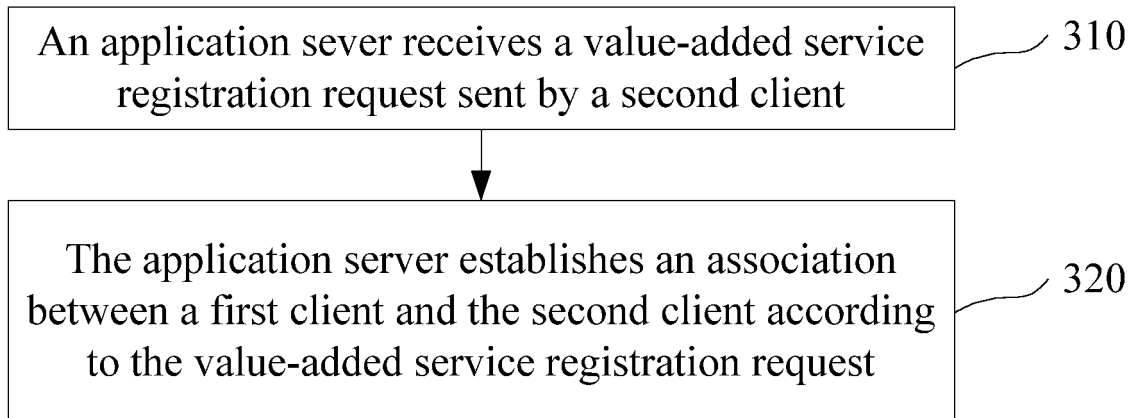 An application sever receives a value-added service
registration request sent by a second client
310
The application server establishes an association
between a first client and the second client according
to the value-added service registration request
320